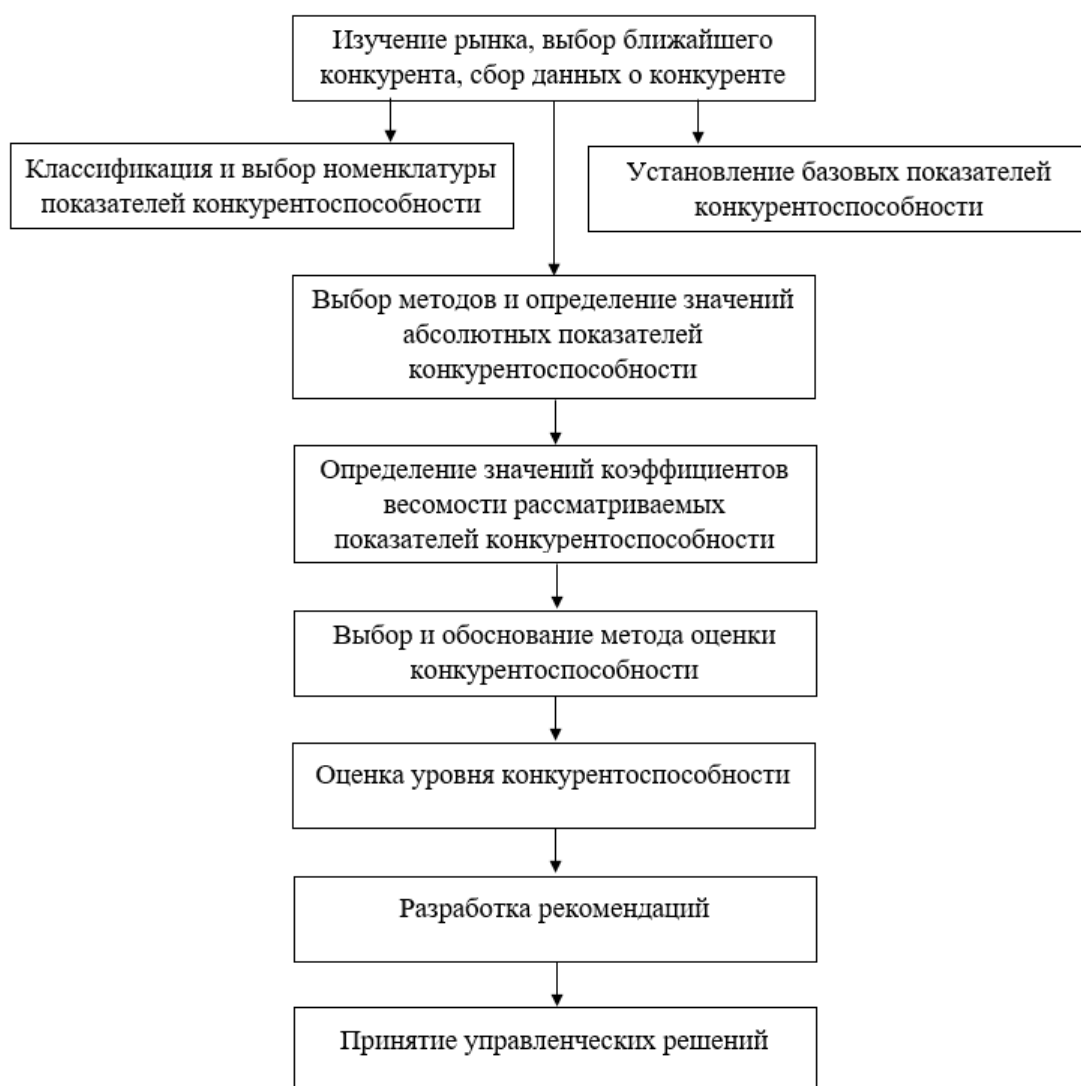 Изучение рынка, выбор ближайшего
конкурента, сбор данных о конкуренте
Классификация и выбор номенклатуры
показателей конкурентоспособности
Установление базовых показателей
конкурентоспособности
Выбор методов и определение значений
абсолютных показателей
конкурентоспособности
Определение значений коэффициентов
весомости рассматриваемых
показателей конкурентоспособности
Выбор и обоснование метода оценки
конкурентоспособности
Оценка уровня конкурентоспособности
Разработка рекомендаций
Принятие управленческих решений